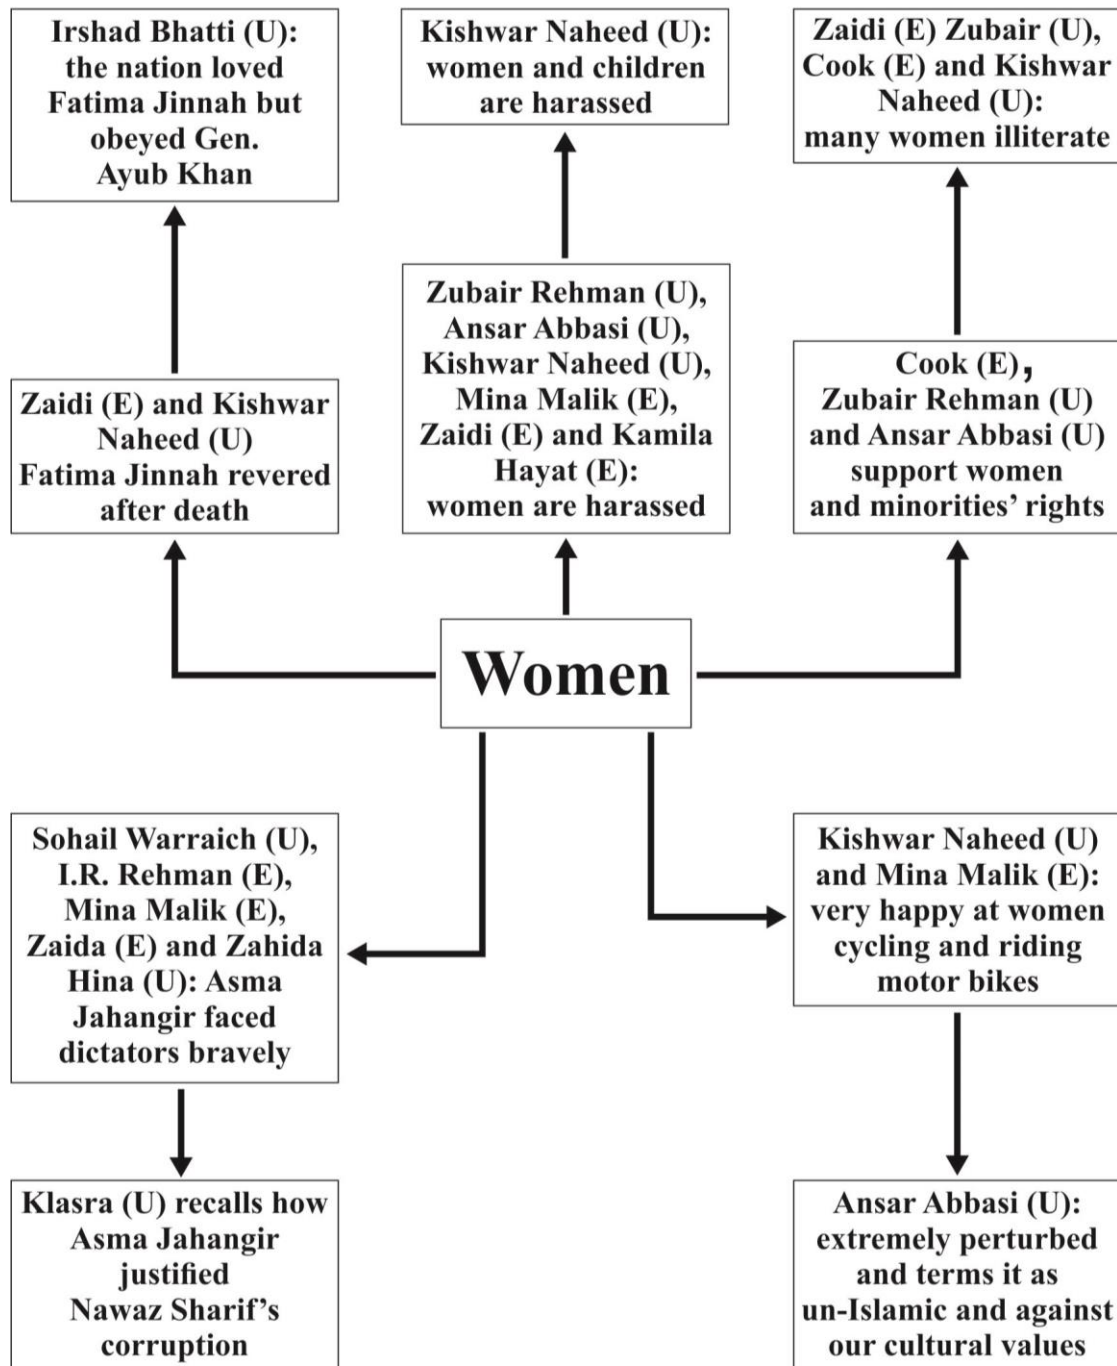 Irshad Bhatti (U):
the nation loved
Fatima Jinnah but
obeyed Gen.
Ayub Khan
Kishwar Naheed (U):
women and children
are harassed
Zaidi (E) Zubair (U),
Cook (E) and Kishwar
Naheed (U):
many women illiterate
Zaidi (E) and Kishwar
Naheed (U)
Fatima Jinnah revered
after death
Zubair Rehman (U),
Ansar Abbasi (U),
Kishwar Naheed (U),
Mina Malik (E),
Zaidi (E) and Kamila
Hayat (E):
women are harassed
Cook (E),
Zubair Rehman (U)
and Ansar Abbasi (U)
support women
and minorities’ rights
Women
Sohail Warraich (U),
I.R. Rehman (E),
Mina Malik (E),
Zaida (E) and Zahida
Hina (U): Asma
Jahangir faced
dictators bravely
Kishwar Naheed (U)
and Mina Malik (E):
very happy at women
cycling and riding
motor bikes
Klasra (U) recalls how
Asma Jahangir
justified
Nawaz Sharif’s
corruption
Ansar Abbasi (U):
extremely perturbed
and terms it as
un-Islamic and against
our cultural values